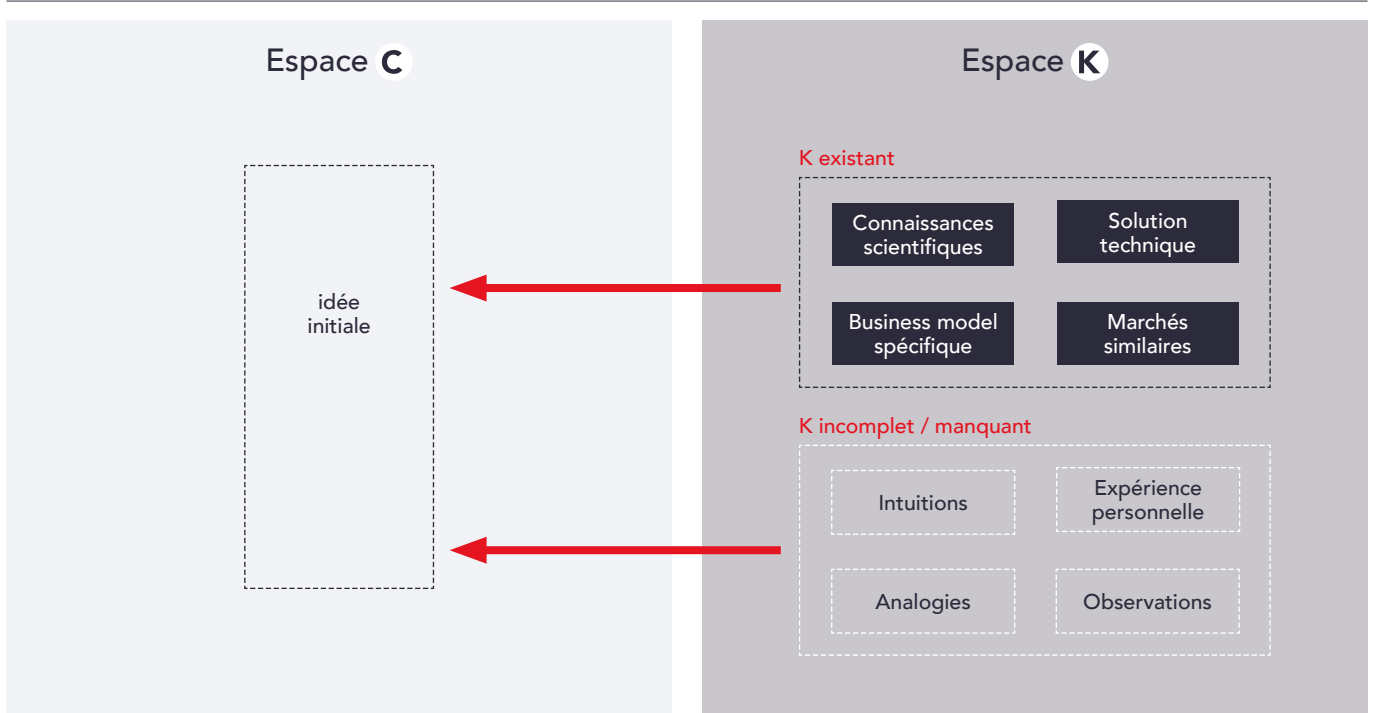 Espace C
idée
initiale
Espace K
K existant
Connaissances
scientifiques
Solution
technique
Business model
spécifique
Marchés
similaires
K incomplet / manquant
Intuitions
Expérience
personnelle
Analogies
Observations